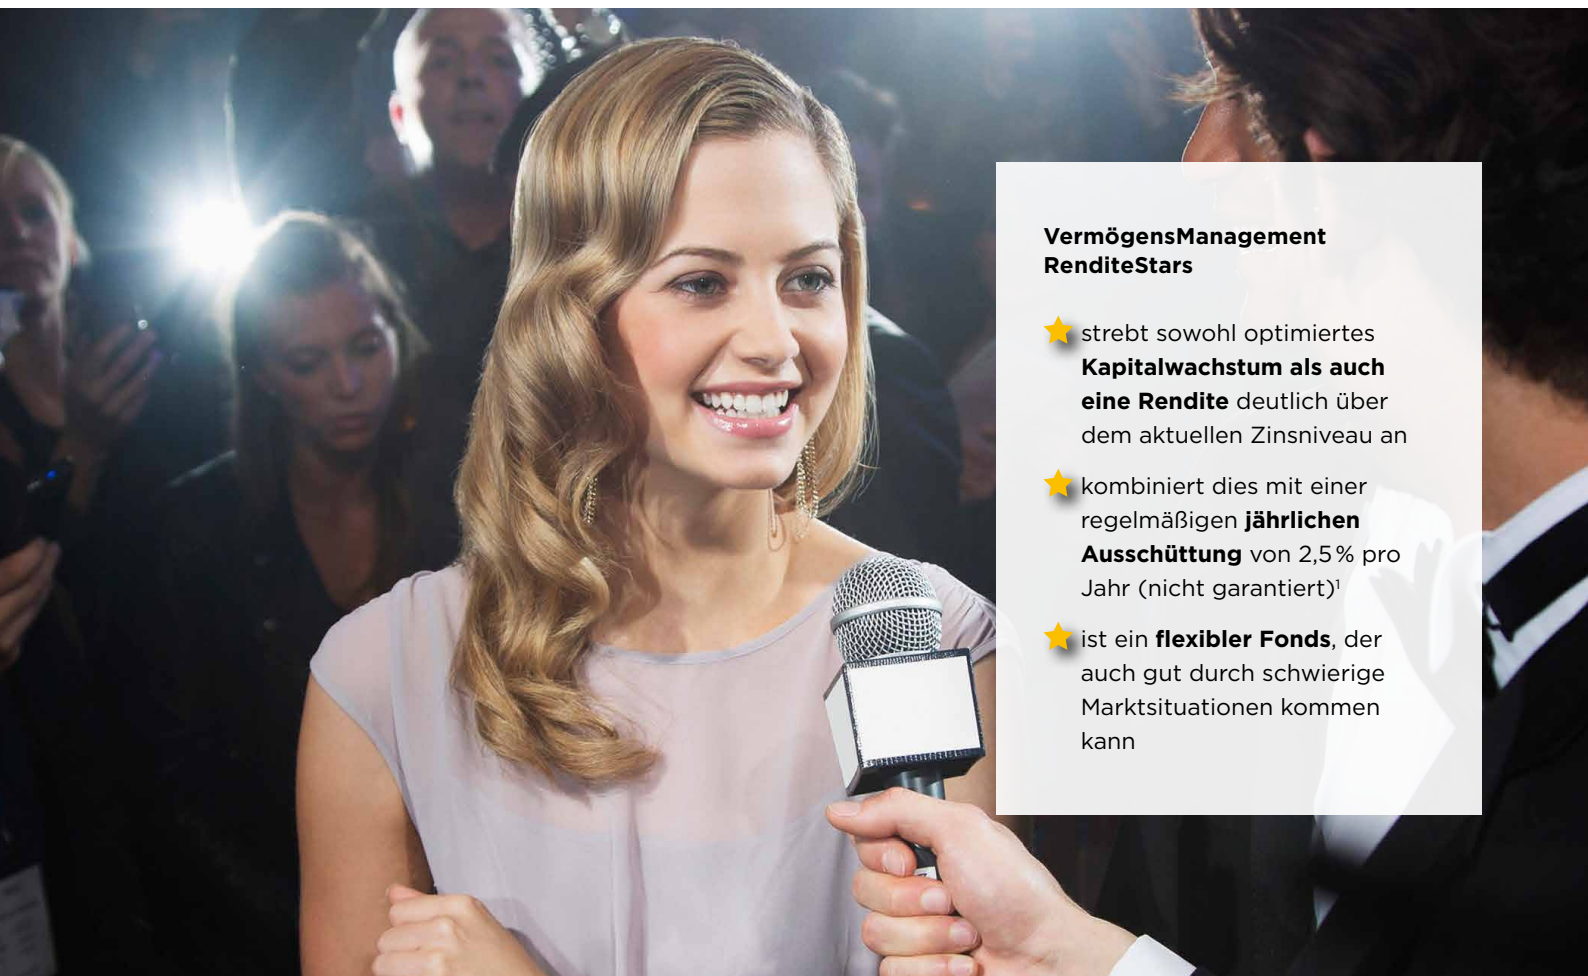 VermögensManagement
RenditeStars
strebt sowohl optimiertes
Kapitalwachstum als auch
eine Rendite deutlich über
dem aktuellen Zinsniveau an
kombiniert dies mit einer
regelmäßigen jährlichen
Ausschüttung von 2,5 % pro
Jahr (nicht garantiert)¹
ist ein flexibler Fonds, der
auch gut durch schwierige
Marktsituationen kommen
kann